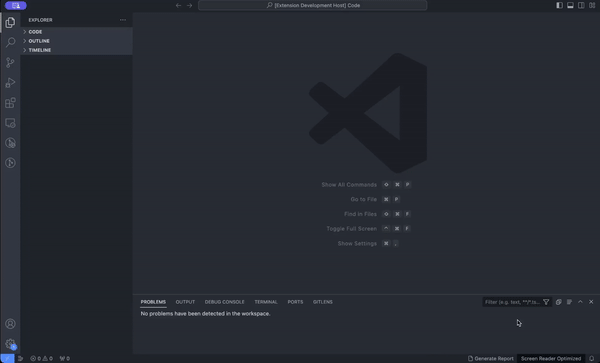 [Extension Development Host] Code
EXPLORER
CODE
OUTLINE
TIMELINE
Show All Commands ⇧ ⌘ P
Go to File ⌘ P
Find in Files ⇧ ⌘ F
Toggle Full Screen ^ ⌘ F
Show Settings ⌘ ,
PROBLEMS OUTPUT DEBUG CONSOLE TERMINAL PORTS GITLENS
Filter (e.g. text, **/*.ts...
No problems have been detected in the workspace.
0 0 0
Generate Report Screen Reader Optimized